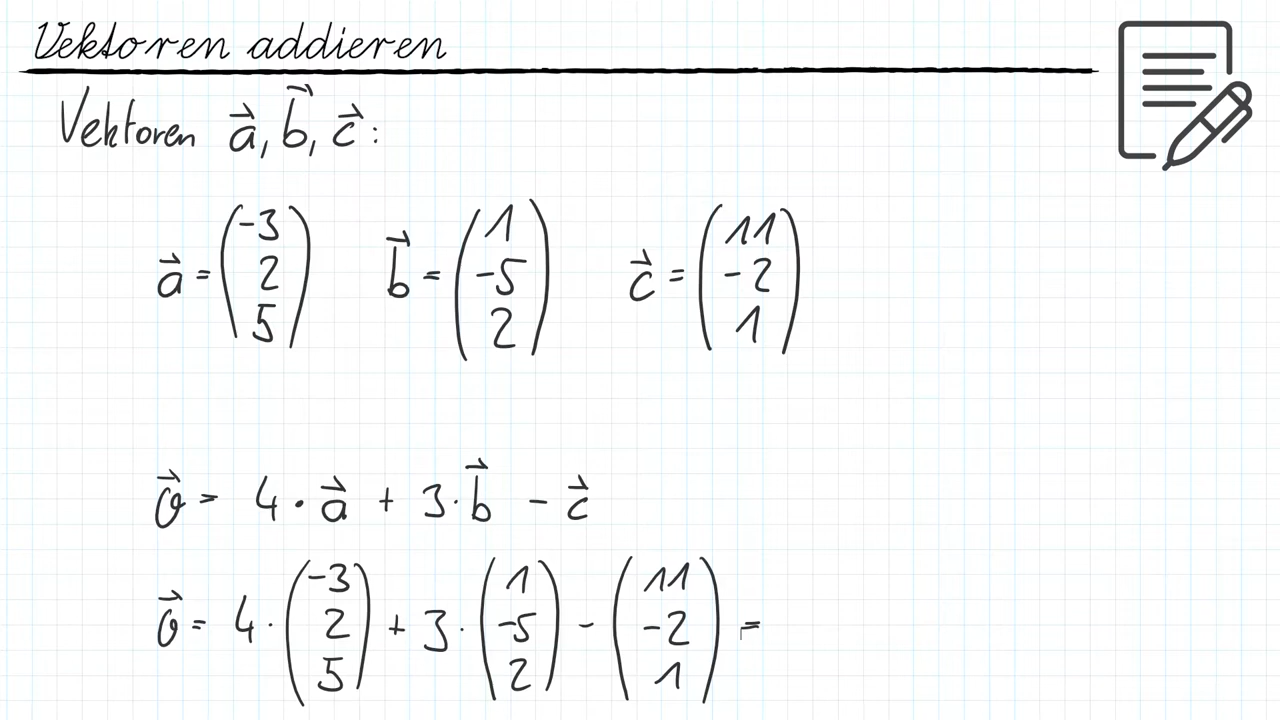 Vektoren addieren
Vektoren a⃗, b⃗, c⃗:
a⃗ = (-3 2 5) b⃗ = (1 -5 2) c⃗ = (11 -2 1)
v⃗ = 4 · a⃗ + 3 · b⃗ - c⃗
v⃗ = 4 · (-3 2 5) + 3 · (1 -5 2) - (11 -2 1) =